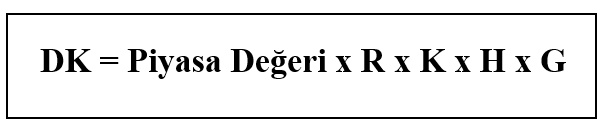 DK = Piyasa Değeri x R x K x H x G